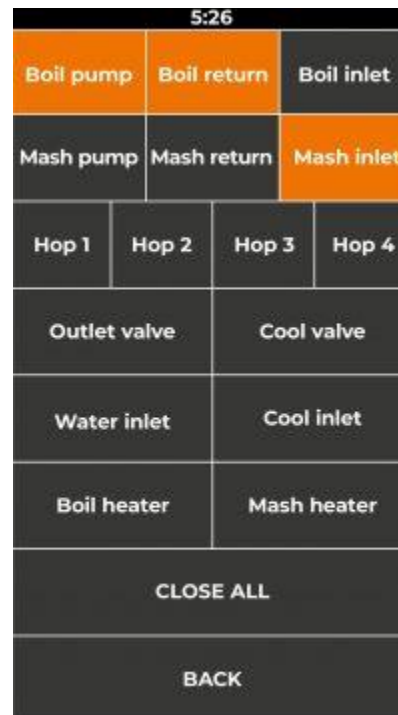 5:26
Boil pump Boil return Boil inlet
Mash pump Mash return Mash inlet
Hop 1 Hop 2 Hop 3 Hop 4
Outlet valve Cool valve
Water inlet Cool inlet
Boil heater Mash heater
CLOSE ALL
BACK